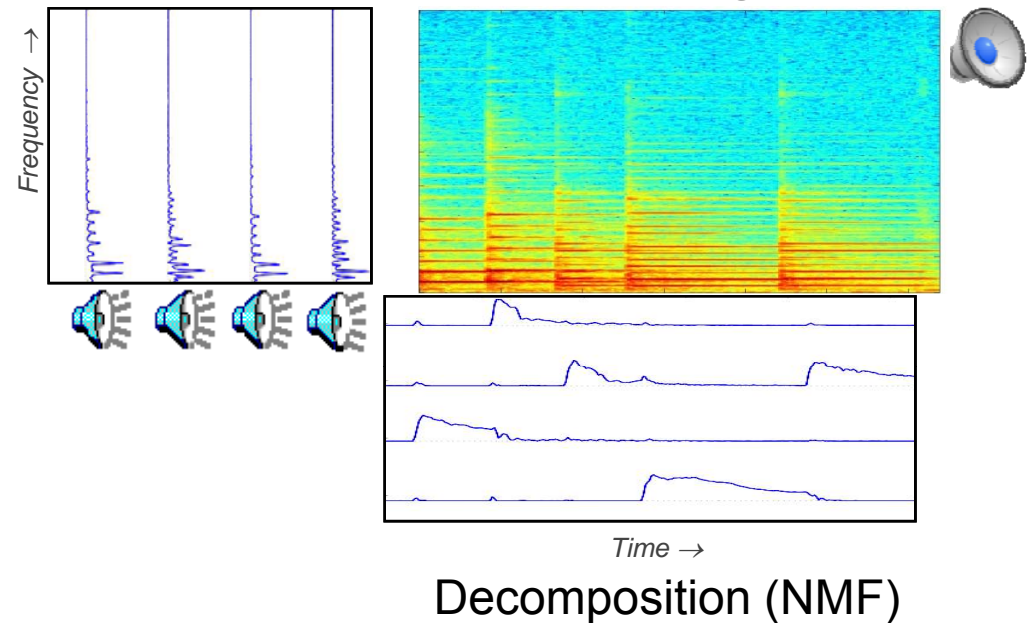 Frequency →
Time →
Decomposition (NMF)